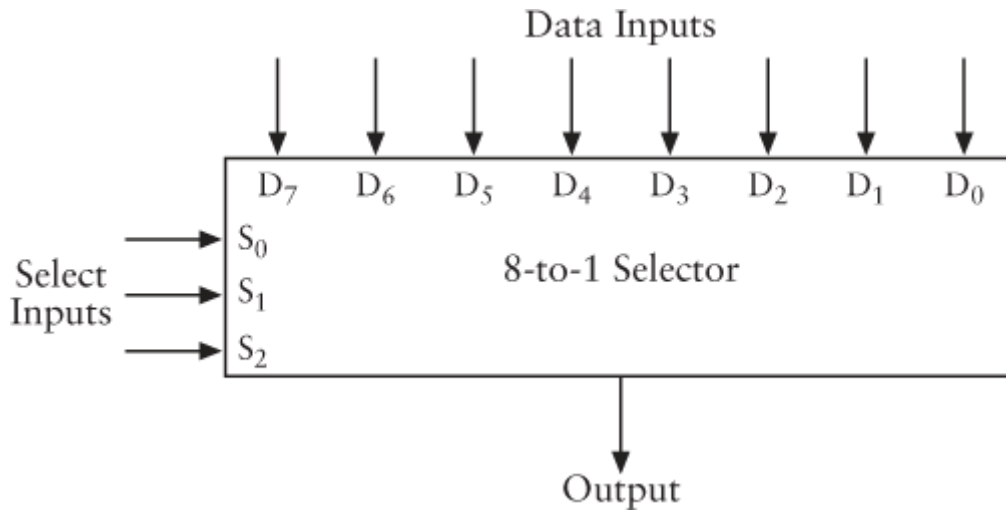 Data Inputs
D₇ D₆ D₅ D₄ D₃ D₂ D₁ D₀
S₀
8-to-1 Selector
Select
Inputs
S₁
S₂
Output